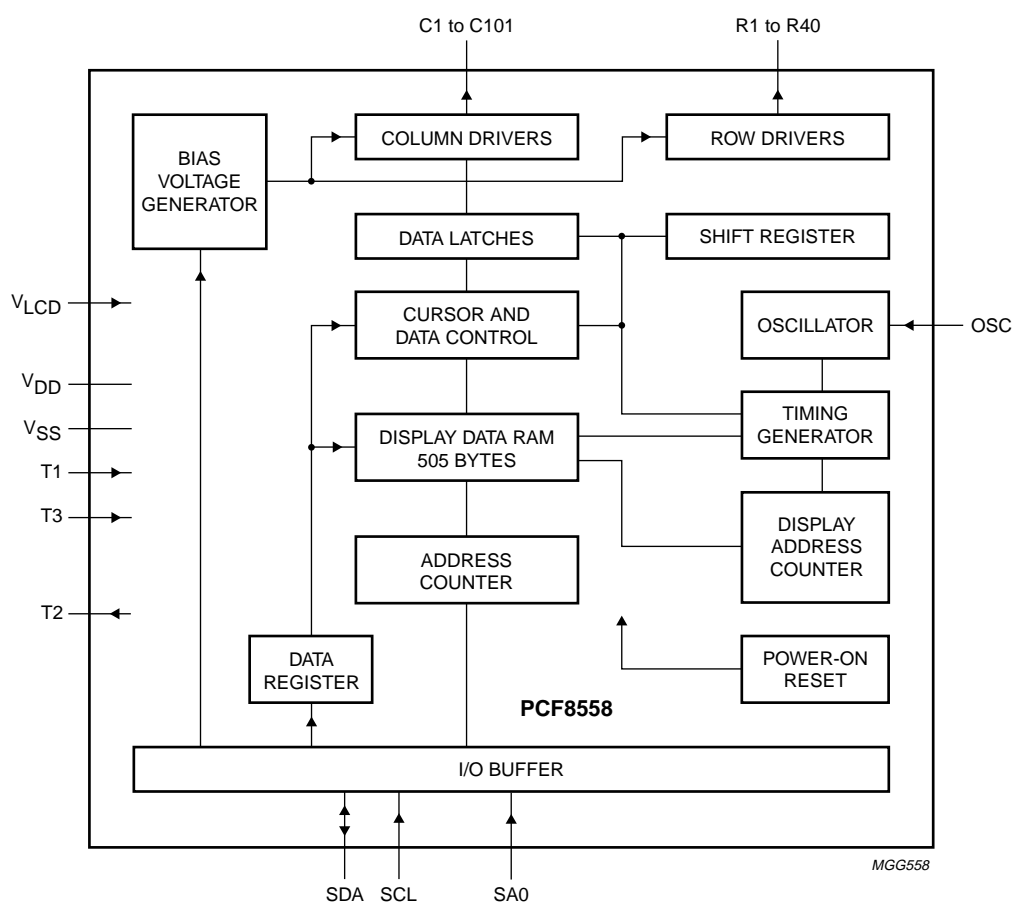 C1 to C101
R1 to R40
BIAS
VOLTAGE
GENERATOR
COLUMN DRIVERS
ROW DRIVERS
DATA LATCHES
SHIFT REGISTER
VLCD
CURSOR AND
DATA CONTROL
OSCILLATOR
OSC
VDD
VSS
T1
T3
T2
DISPLAY DATA RAM
505 BYTES
TIMING
GENERATOR
ADDRESS
COUNTER
DISPLAY
ADDRESS
COUNTER
DATA
REGISTER
POWER-ON
RESET
PCF8558
I/O BUFFER
SDA
SCL
SA0
MGG558